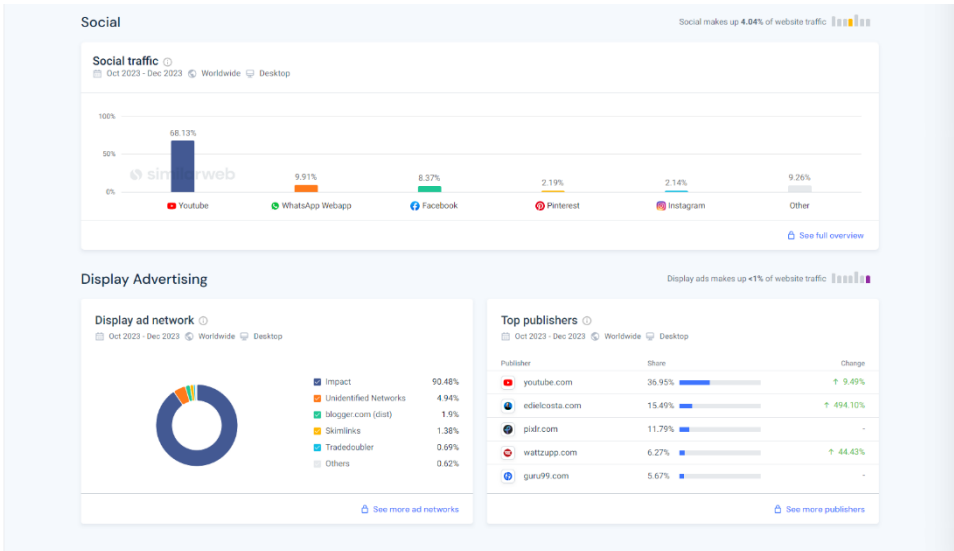 Social
Social makes up 4.04% of website traffic
Social traffic
Oct 2023 - Dec 2023 Worldwide Desktop
100%
68.13%
50%
similarweb
9.91%
8.37%
2.19%
2.14%
9.26%
0%
Youtube WhatsApp Webapp Facebook Pinterest Instagram Other
See full overview
Display Advertising
Display ads makes up <1% of website traffic
Display ad network
Oct 2023 - Dec 2023 Worldwide Desktop
Impact 90.48%
Unidentified Networks 4.94%
blogger.com (dist) 1.9%
Skimlinks 1.38%
Tradedoubler 0.69%
Others 0.62%
See more ad networks
Top publishers
Oct 2023 - Dec 2023 Worldwide Desktop
Publisher Share Change
youtube.com 36.95% ↑ 9.49%
edielcosta.com 15.49% ↑ 494.10%
pixlr.com 11.79% -
wattzupp.com 6.27% ↑ 44.43%
guru99.com 5.67% -
See more publishers